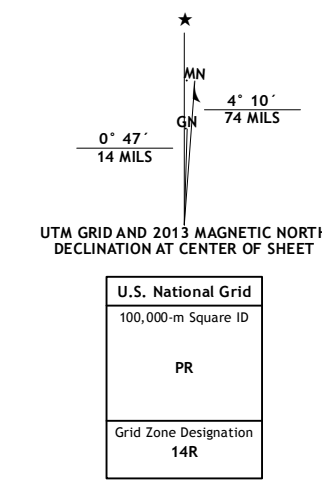 ★
MN
4° 10´
74 MILS
GN
0° 47´
14 MILS
UTM GRID AND 2013 MAGNETIC NORTH
DECLINATION AT CENTER OF SHEET
U.S. National Grid
100,000-m Square ID
PR
Grid Zone Designation
14R